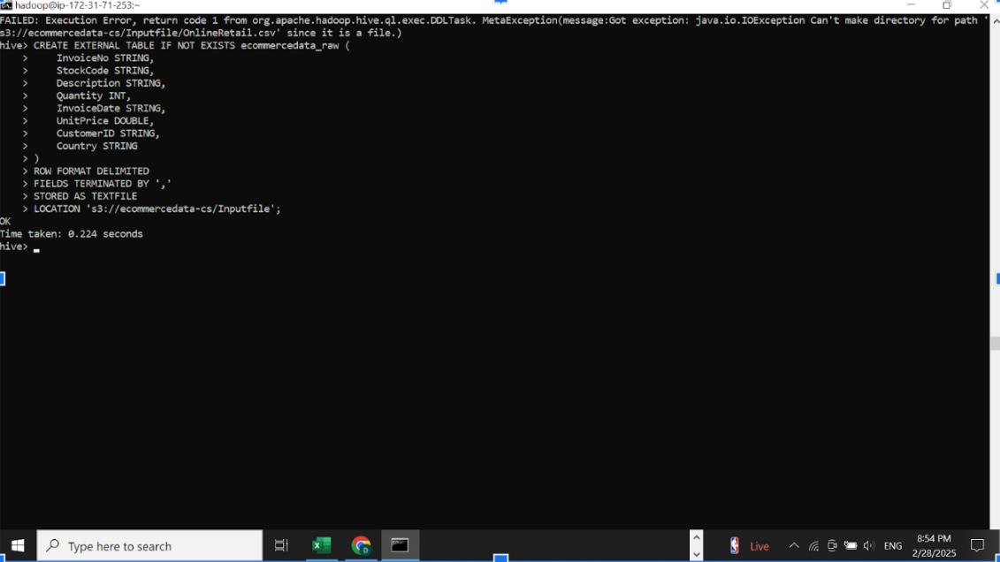 hadoop@ip-172-31-71-253:~
FAILED: Execution Error, return code 1 from org.apache.hadoop.hive.ql.exec.DDLTask. MetaException(message:Got exception: java.io.IOException Can't make directory for path '
s3://ecommercedata-cs/Inputfile/OnlineRetail.csv' since it is a file.)
hive> CREATE EXTERNAL TABLE IF NOT EXISTS ecommercedata_raw (
    >     InvoiceNo STRING,
    >     StockCode STRING,
    >     Description STRING,
    >     Quantity INT,
    >     InvoiceDate STRING,
    >     UnitPrice DOUBLE,
    >     CustomerID STRING,
    >     Country STRING
    > )
    > ROW FORMAT DELIMITED
    > FIELDS TERMINATED BY ','
    > STORED AS TEXTFILE
    > LOCATION 's3://ecommercedata-cs/Inputfile';
OK
Time taken: 0.224 seconds
hive>
Type here to search
Live
ENG
8:54 PM
2/28/2025